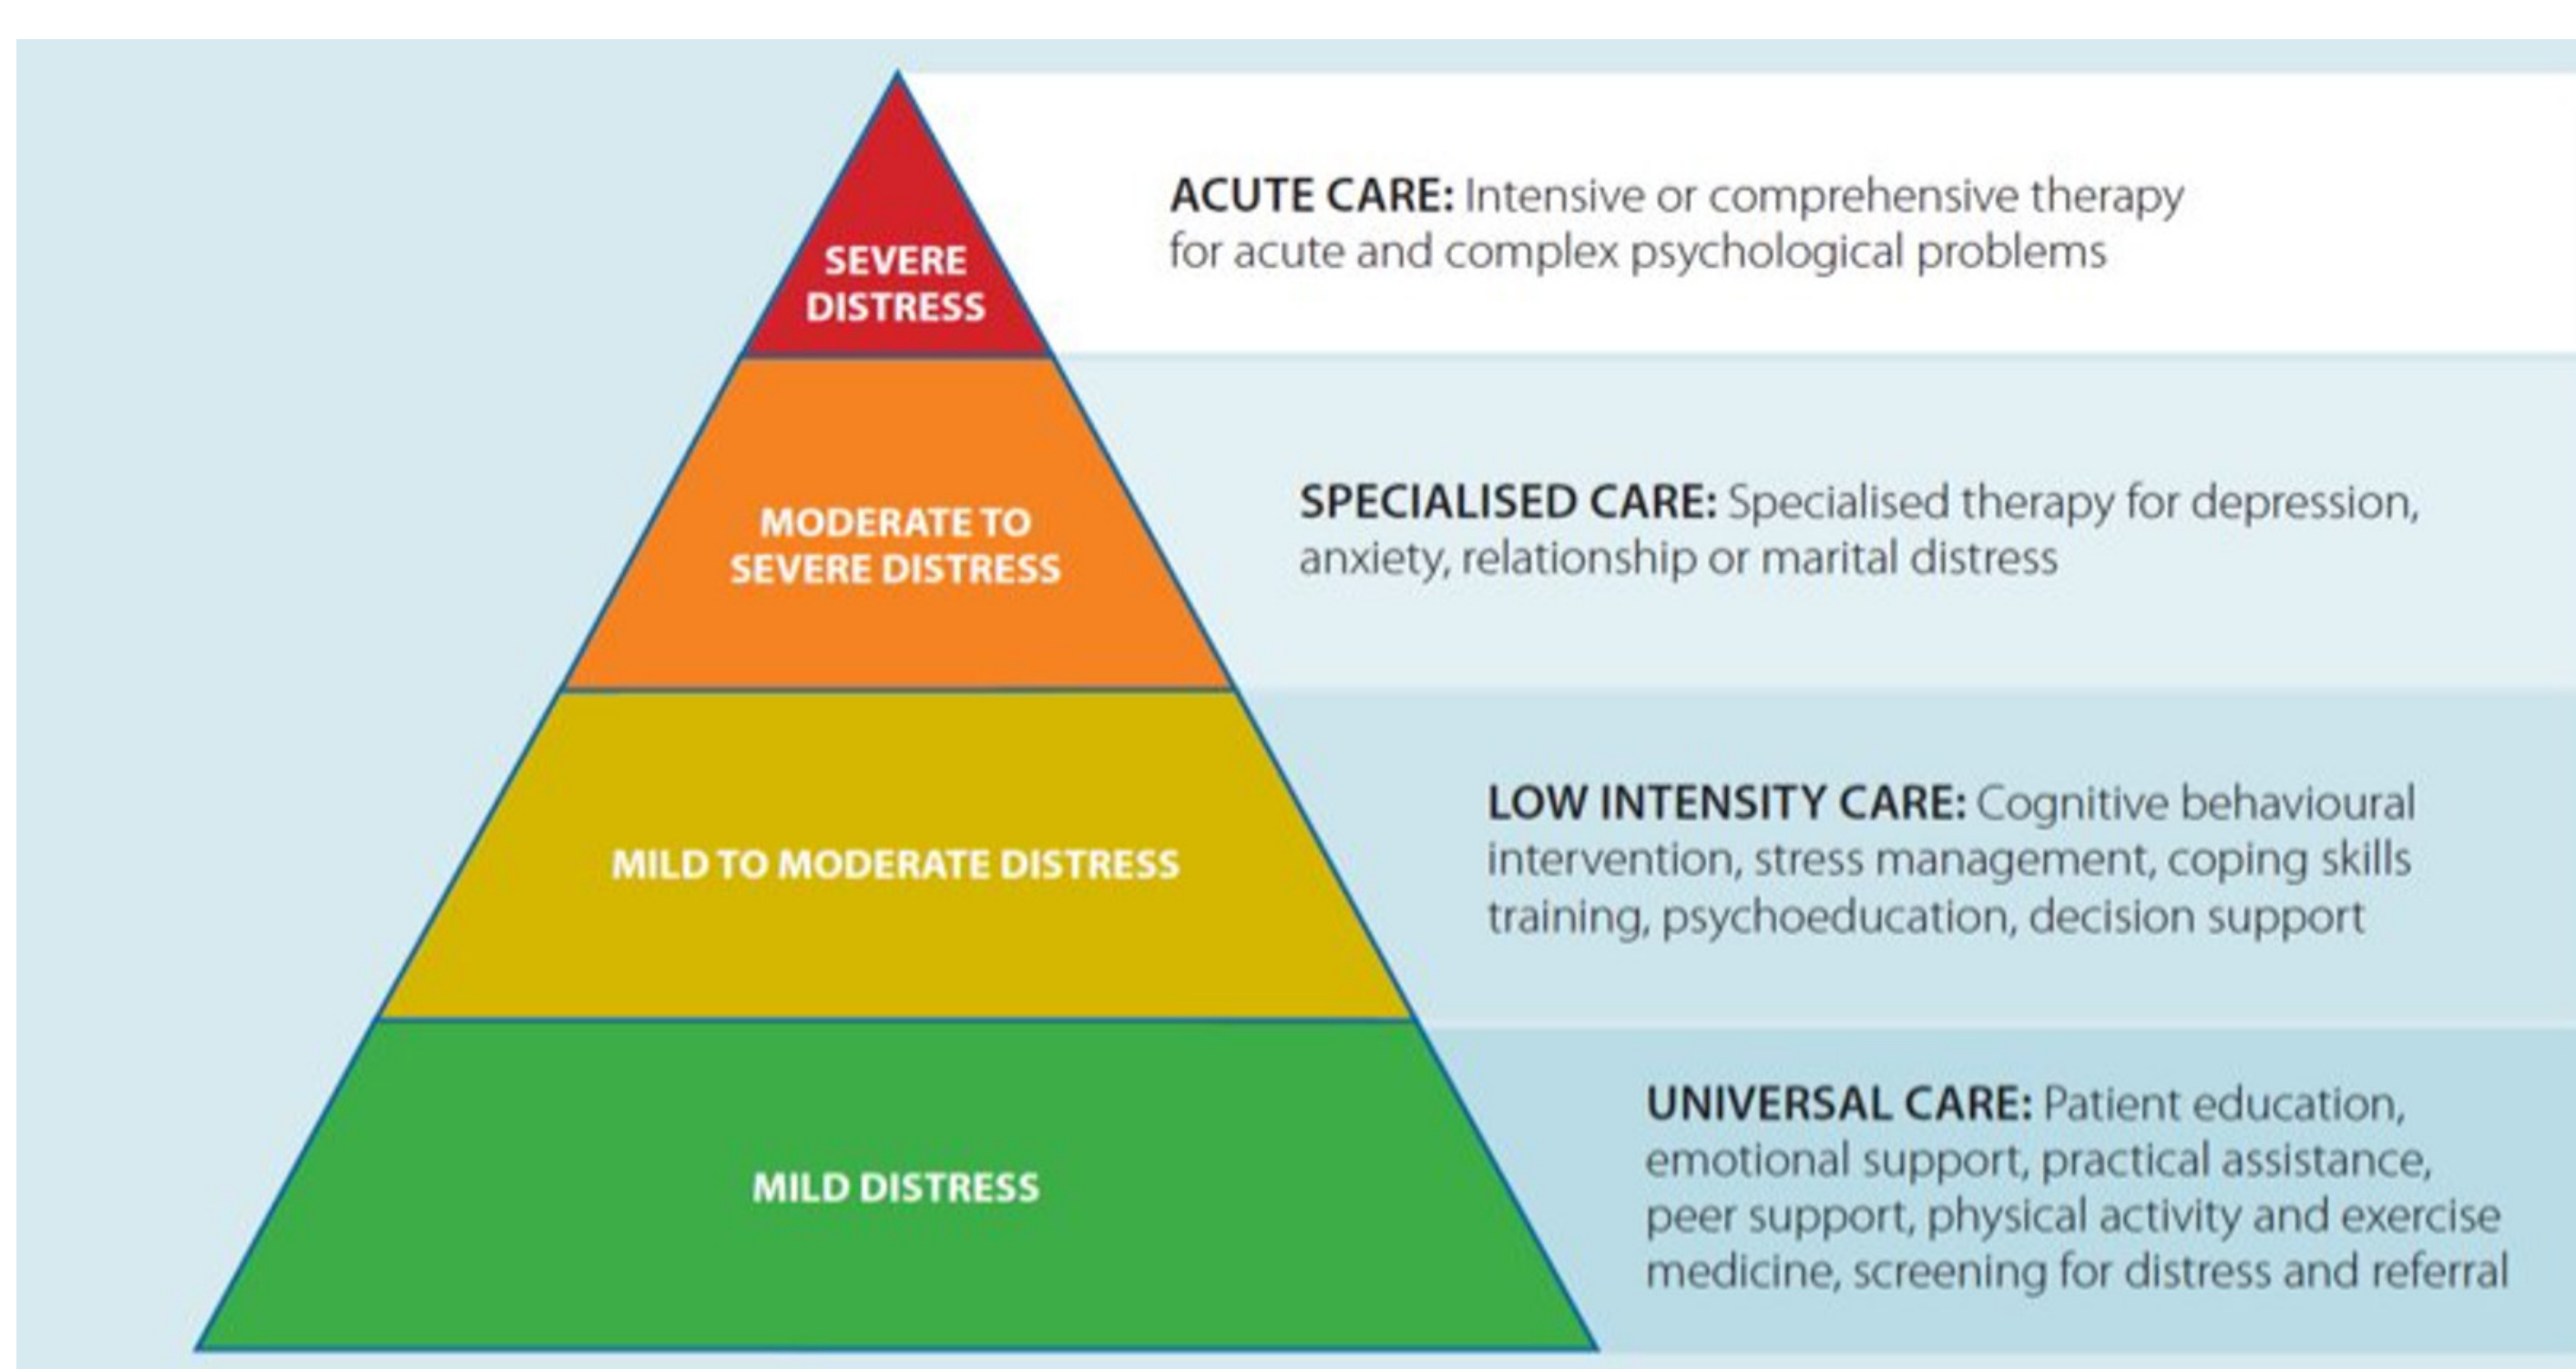 SEVERE
DISTRESS
ACUTE CARE: Intensive or comprehensive therapy
for acute and complex psychological problems
MODERATE TO
SEVERE DISTRESS
SPECIALISED CARE: Specialised therapy for depression,
anxiety, relationship or marital distress
MILD TO MODERATE DISTRESS
LOW INTENSITY CARE: Cognitive behavioural
intervention, stress management, coping skills
training, psychoeducation, decision support
MILD DISTRESS
UNIVERSAL CARE: Patient education,
emotional support, practical assistance,
peer support, physical activity and exercise
medicine, screening for distress and referral